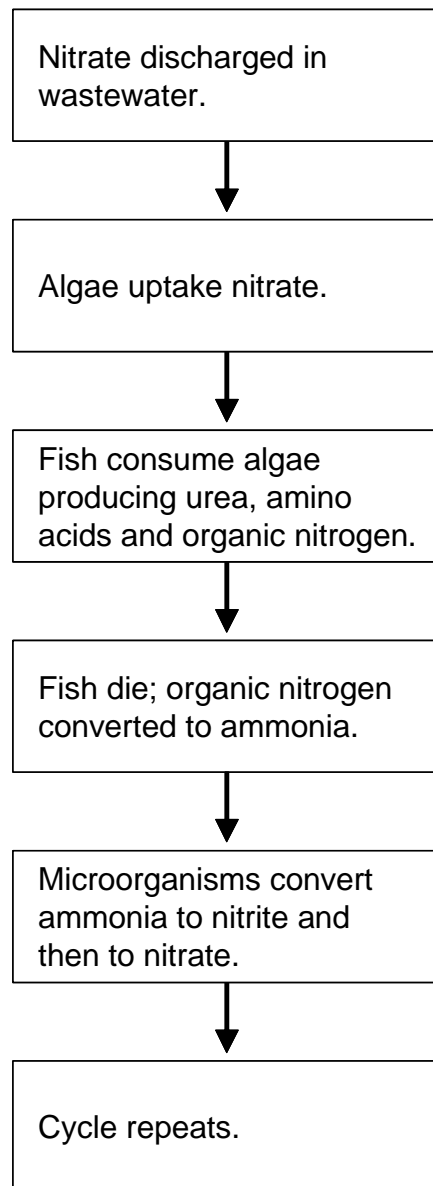 Nitrate discharged in
wastewater.
Algae uptake nitrate.
Fish consume algae
producing urea, amino
acids and organic nitrogen.
Fish die; organic nitrogen
converted to ammonia.
Microorganisms convert
ammonia to nitrite and
then to nitrate.
Cycle repeats.